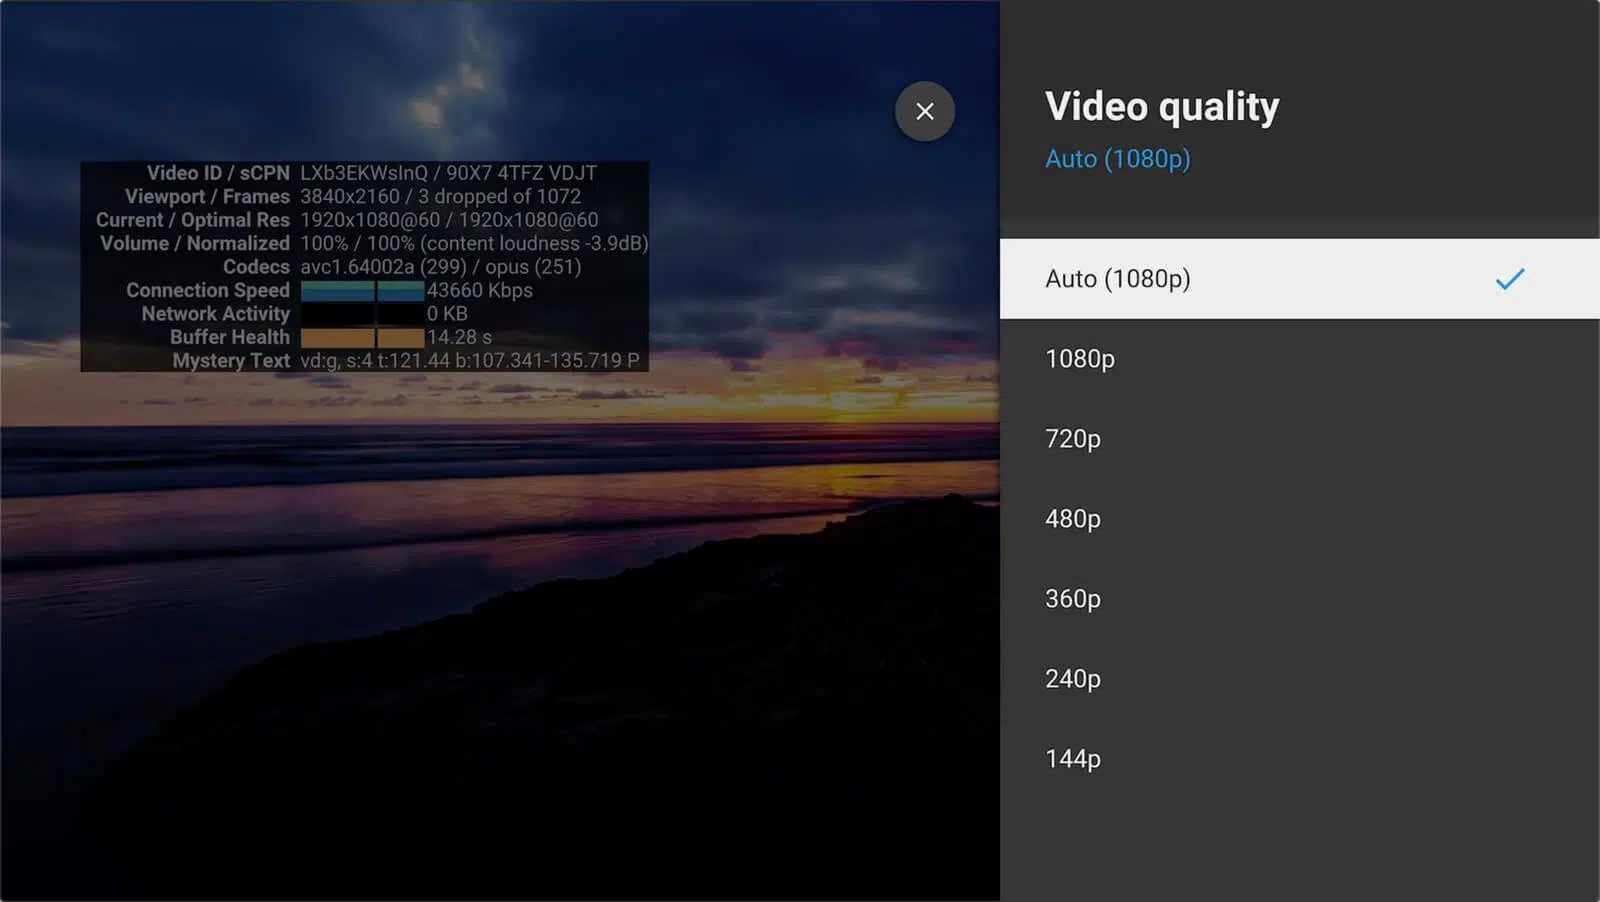 Video ID / sCPN LXb3EKWsInQ / 90X7 4TFZ VDJT
Viewport / Frames 3840x2160 / 3 dropped of 1072
Current / Optimal Res 1920x1080@60 / 1920x1080@60
Volume / Normalized 100% / 100% (content loudness -3.9dB)
Codecs avc1.64002a (299) / opus (251)
Connection Speed 43660 Kbps
Network Activity 0 KB
Buffer Health 14.28 s
Mystery Text vd:g, s:4 t:121.44 b:107.341-135.719 P
Video quality
Auto (1080p)
Auto (1080p)
1080p
720p
480p
360p
240p
144p